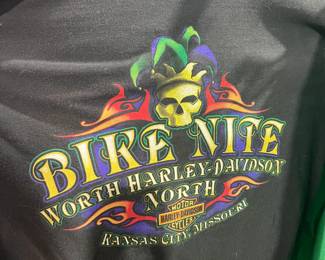 BIKE NITE
WORTH HARLEY-DAVIDSON
NORTH
MOTOR
HARLEY-DAVIDSON
CYCLES
KANSAS CITY, MISSOURI